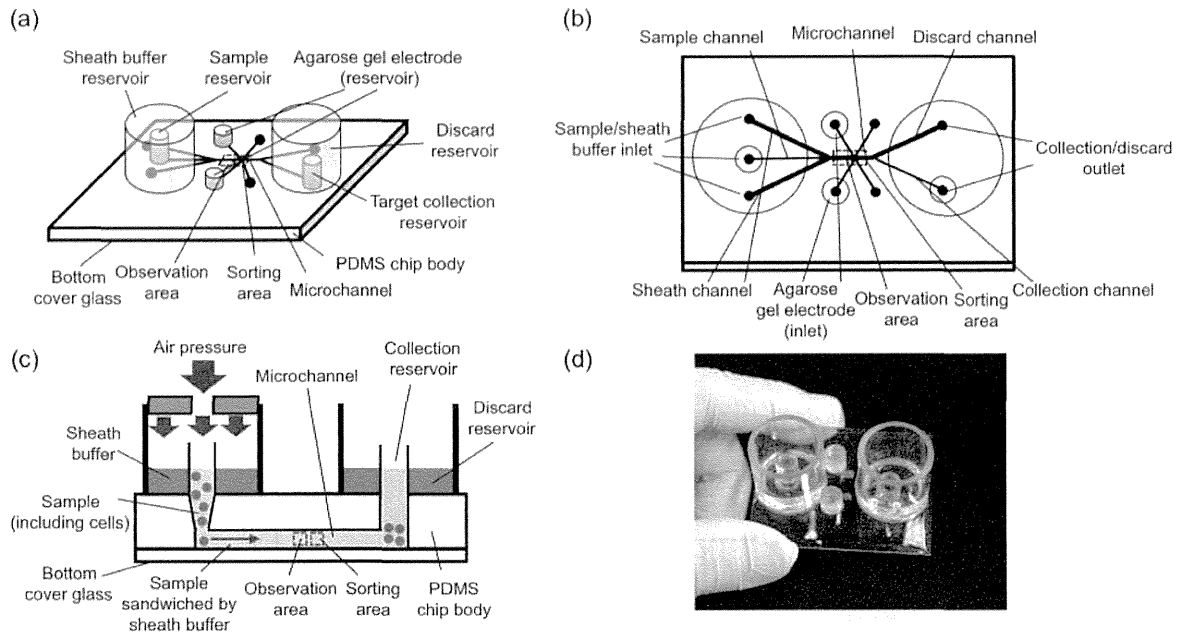 (a)
Sheath buffer
reservoir
Sample
reservoir
Agarose gel electrode
(reservoir)
Discard
reservoir
Target collection
reservoir
PDMS chip body
Bottom
cover glass
Observation
area
Sorting
area
Microchannel
(b)
Sample channel
Microchannel
Discard channel
Sample/sheath
buffer inlet
Collection/discard
outlet
Sheath channel
Agarose
gel electrode
(inlet)
Observation
area
Sorting
area
Collection channel
(c)
Air pressure
Collection
reservoir
Microchannel
Discard
reservoir
Sheath
buffer
Sample
(including cells)
Bottom
cover glass
Sample
sandwiched by
sheath buffer
Observation
area
Sorting
area
PDMS
chip body
(d)